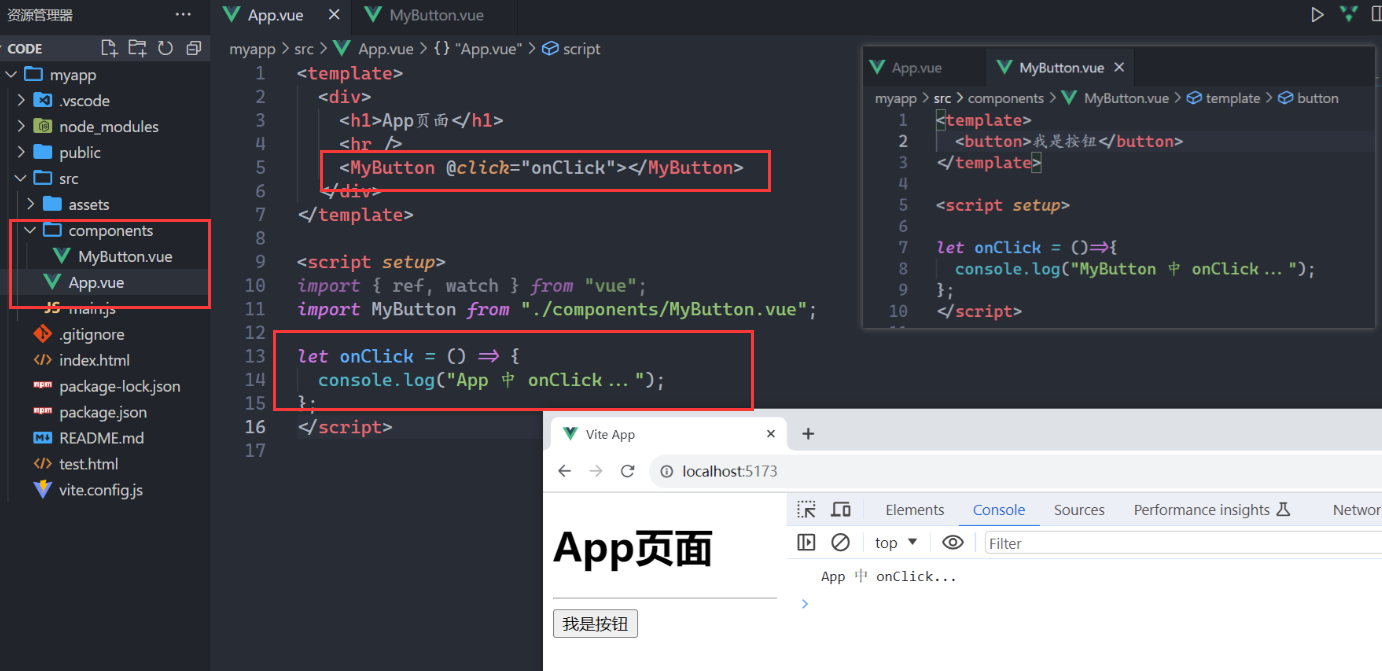 资源管理器
CODE
myapp
.vscode
node_modules
public
src
assets
components
MyButton.vue
App.vue
main.js
.gitignore
index.html
package-lock.json
package.json
README.md
test.html
vite.config.js
App.vue MyButton.vue
myapp > src > App.vue > {} "App.vue" > script
1 <template>
2 <div>
3 <h1>App页面</h1>
4 <hr />
5 <MyButton @click="onClick"></MyButton>
6 </div>
7 </template>
8
9 <script setup>
10 import { ref, watch } from "vue";
11 import MyButton from "./components/MyButton.vue";
12
13 let onClick = () => {
14 console.log("App 中 onClick...");
15 };
16 </script>
17
App.vue MyButton.vue
myapp > src > components > MyButton.vue > template > button
1 <template>
2 <button>我是按钮</button>
3 </template>
4
5 <script setup>
6
7 let onClick = ()=>{
8 console.log("MyButton 中 onClick...");
9 };
10 </script>
Vite App
localhost:5173
App页面
我是按钮
Elements Console Sources Performance insights Networ
top Filter
App 中 onClick...